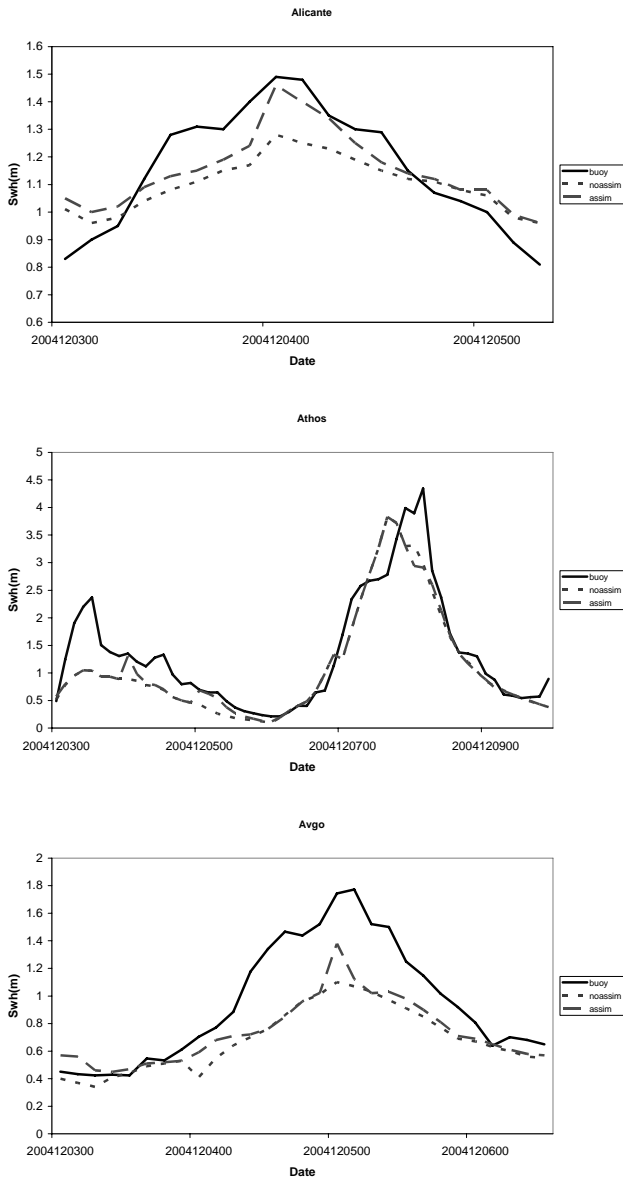 Alicante
1.6
1.5
1.4
1.3
1.2
1.1
1
0.9
0.8
0.7
0.6
Swh(m)
2004120300 2004120400 2004120500
Date
buoy
noassim
assim
Athos
5
4.5
4
3.5
3
2.5
2
1.5
1
0.5
0
Swh(m)
2004120300 2004120500 2004120700 2004120900
Date
buoy
noassim
assim
Avgo
2
1.8
1.6
1.4
1.2
1
0.8
0.6
0.4
0.2
0
Swh(m)
2004120300 2004120400 2004120500 2004120600
Date
buoy
noassim
assim